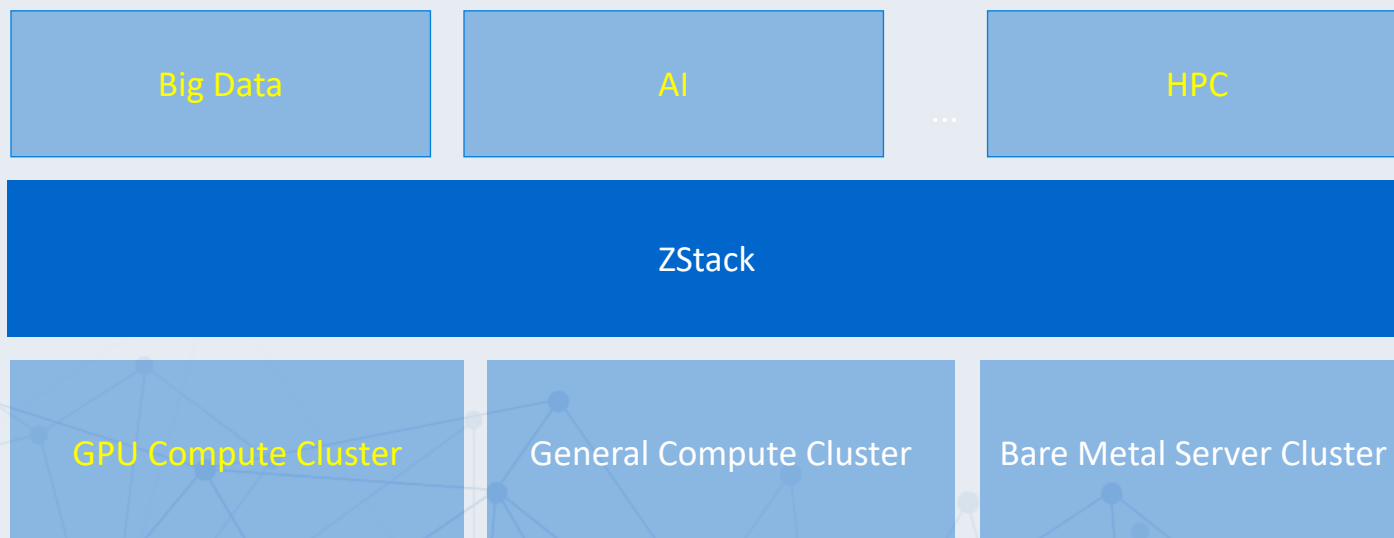 Big Data
AI
...
HPC
ZStack
GPU Compute Cluster
General Compute Cluster
Bare Metal Server Cluster